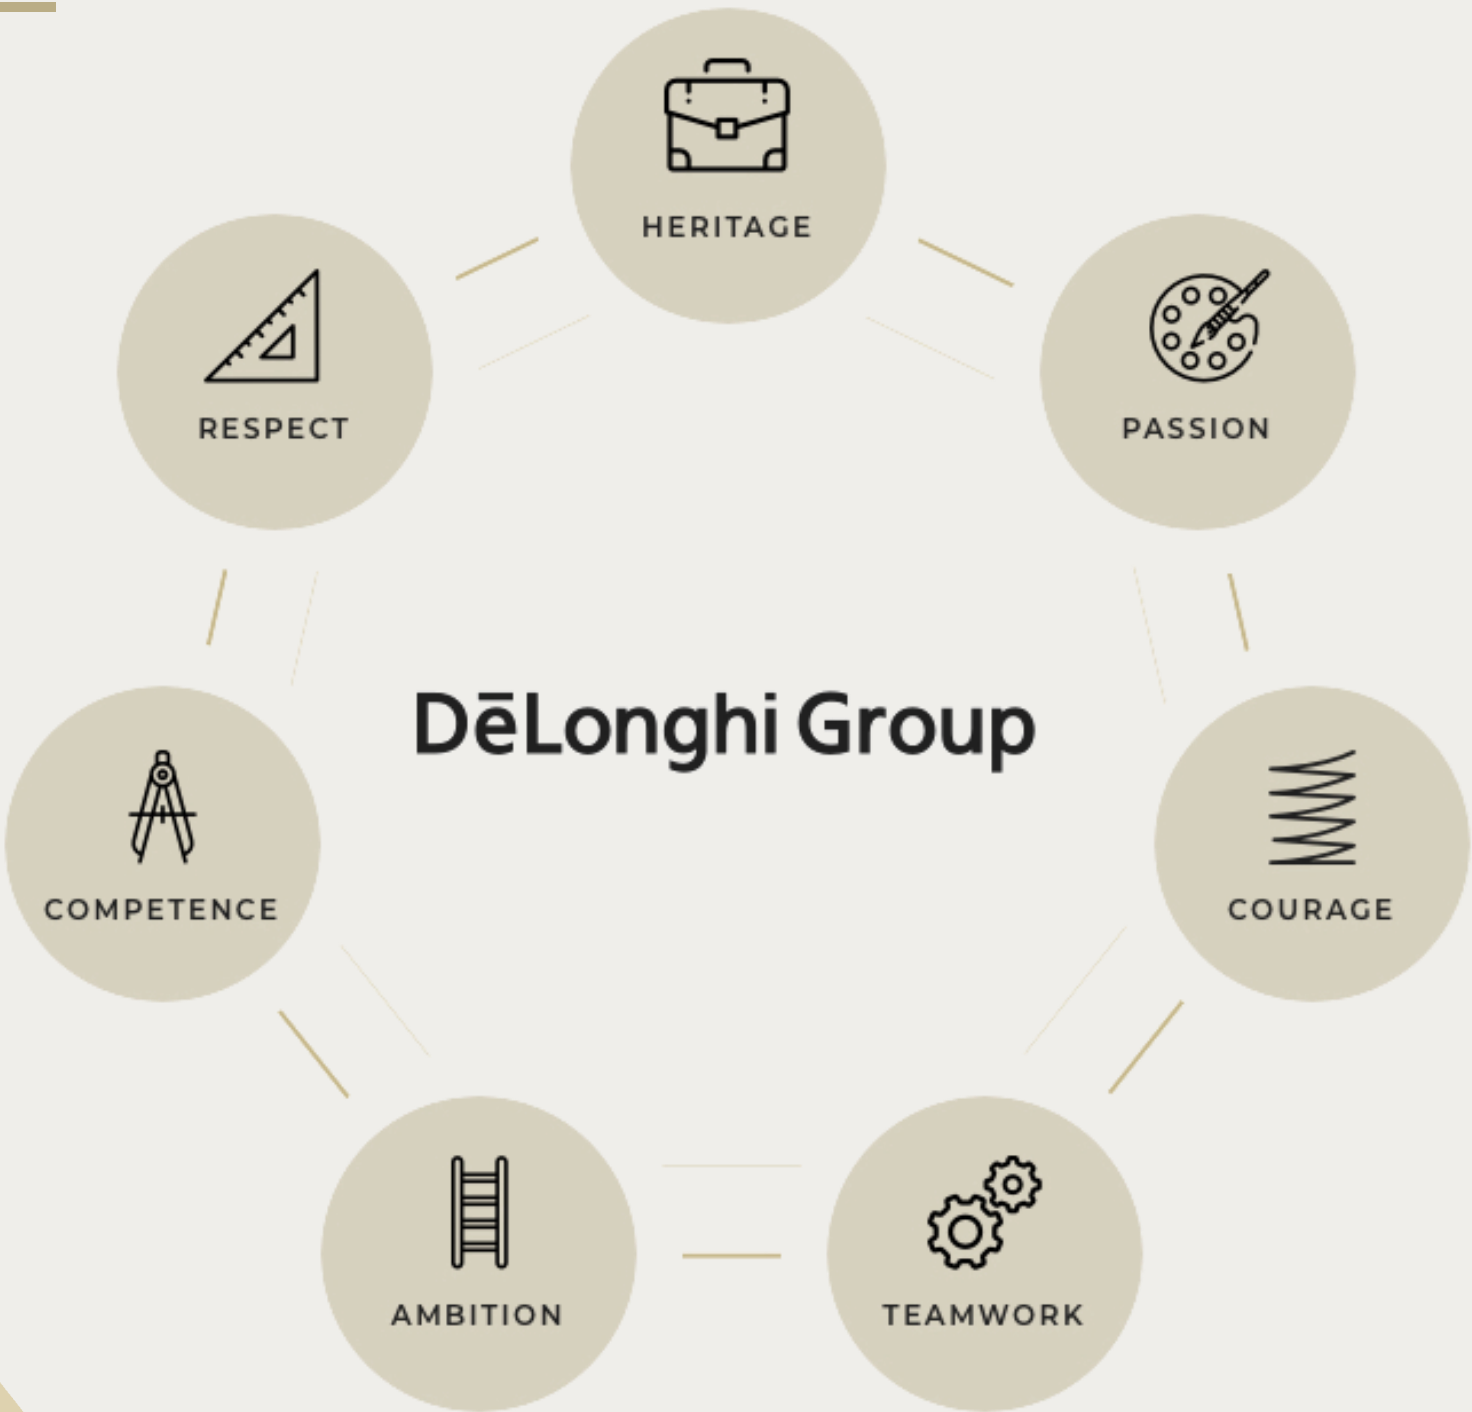 HERITAGE
RESPECT
PASSION
DēLonghi Group
COMPETENCE
COURAGE
AMBITION
TEAMWORK